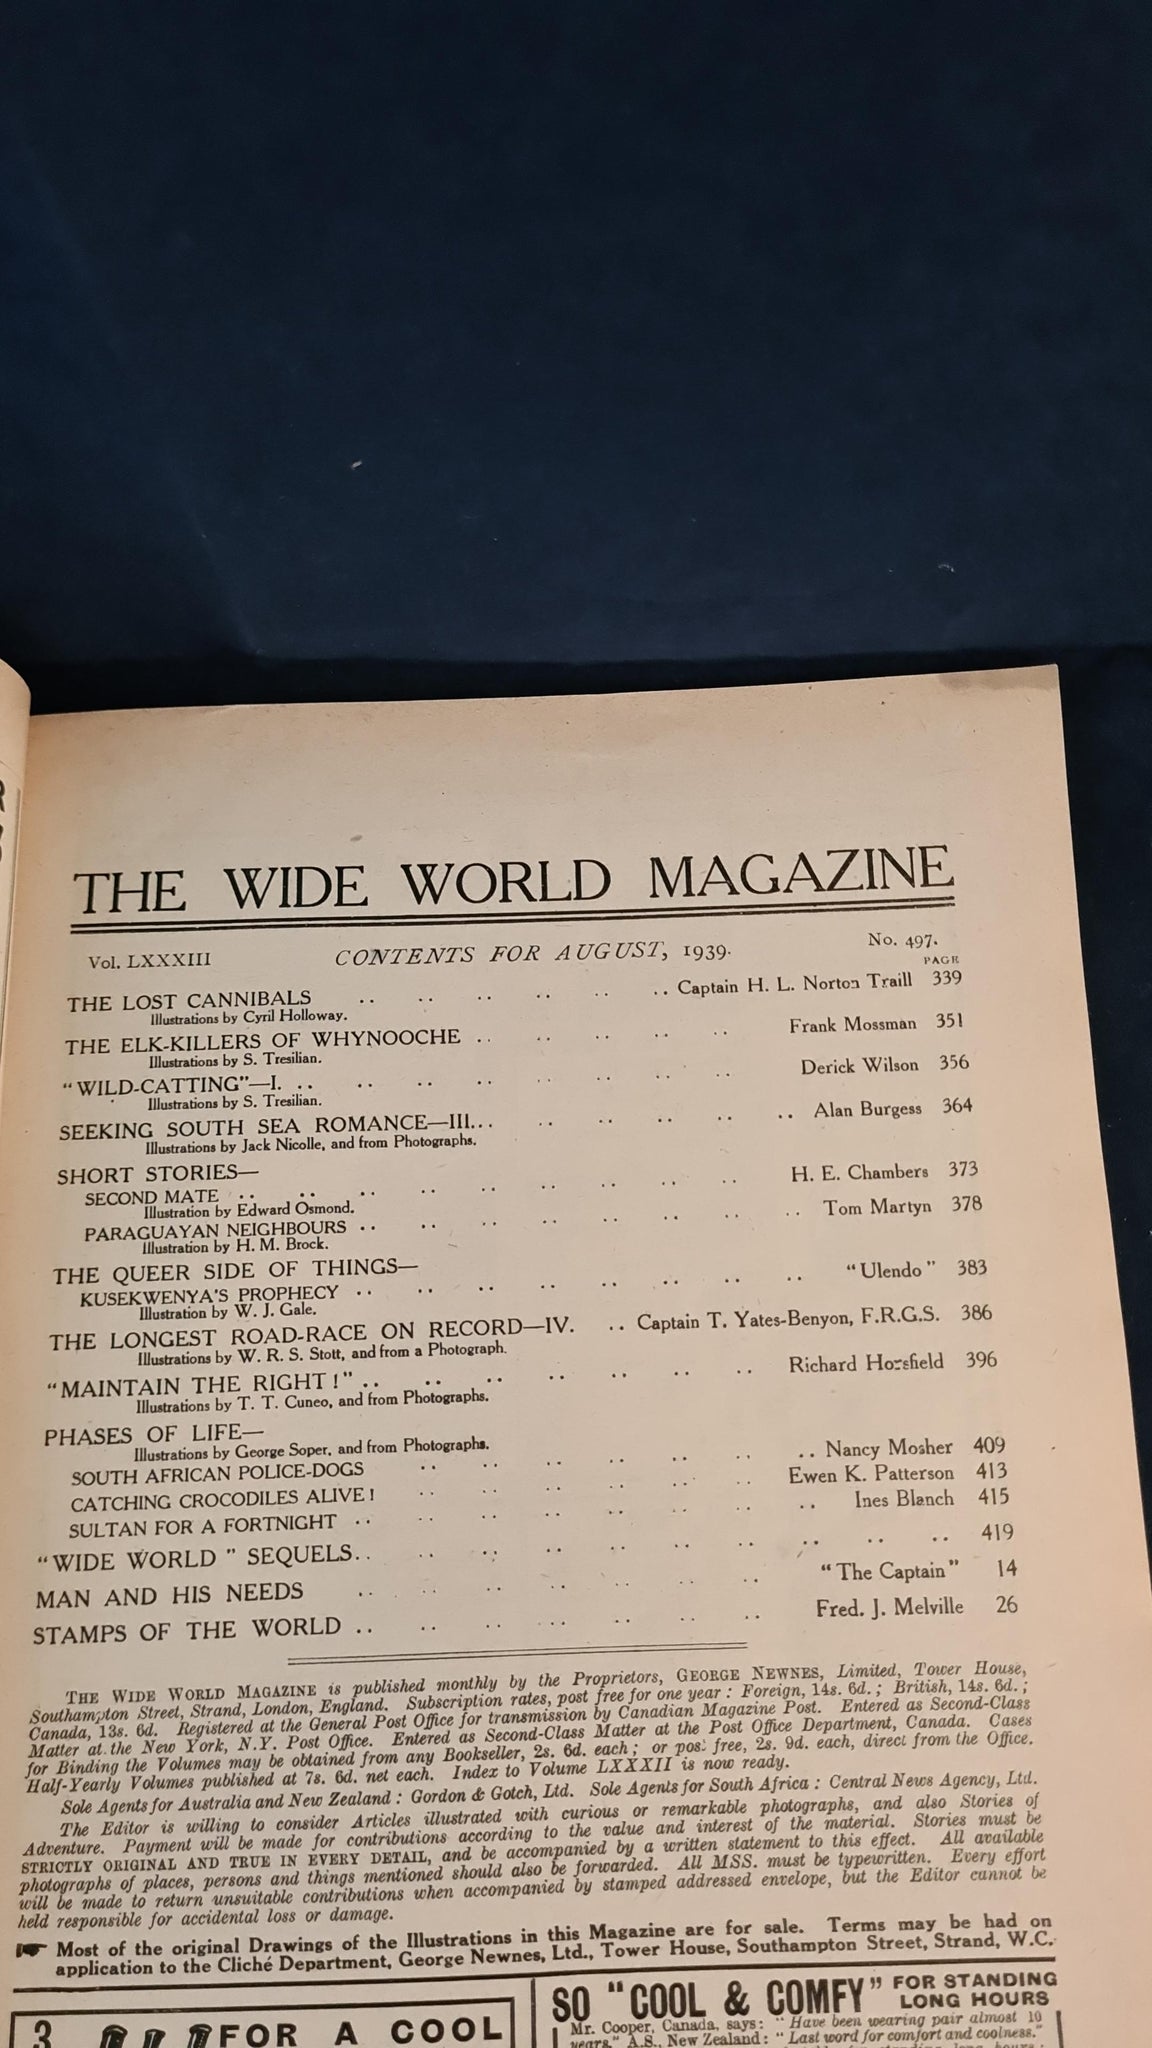 THE WIDE WORLD MAGAZINE
Vol. LXXXIII CONTENTS FOR AUGUST, 1939. No. 497.
PAGE
THE LOST CANNIBALS .. .. .. .. .. .. Captain H. L. Norton Traill 339
Illustrations by Cyril Holloway.
THE ELK-KILLERS OF WHYNOOCHE .. .. .. .. .. Frank Mossman 351
Illustrations by S. Tresilian.
"WILD-CATTING"—I. .. .. .. .. .. .. .. .. Derick Wilson 356
Illustrations by S. Tresilian.
SEEKING SOUTH SEA ROMANCE—III... .. .. .. .. .. Alan Burgess 364
Illustrations by Jack Nicolle, and from Photographs.
SHORT STORIES—
SECOND MATE .. .. .. .. .. .. .. .. .. H. E. Chambers 373
Illustration by Edward Osmond.
PARAGUAYAN NEIGHBOURS .. .. .. .. .. .. .. .. Tom Martyn 378
Illustration by H. M. Brock.
THE QUEER SIDE OF THINGS—
KUSEKWENYA'S PROPHECY .. .. .. .. .. .. .. .. "Ulendo" 383
Illustration by W. J. Gale.
THE LONGEST ROAD-RACE ON RECORD—IV. .. Captain T. Yates-Benyon, F.R.G.S. 386
Illustrations by W. R. S. Stott, and from a Photograph.
"MAINTAIN THE RIGHT!" .. .. .. .. .. .. .. Richard Horsfield 396
Illustrations by T. T. Cuneo, and from Photographs.
PHASES OF LIFE—
Illustrations by George Soper, and from Photographs.
SOUTH AFRICAN POLICE-DOGS .. .. .. .. .. .. .. Nancy Mosher 409
CATCHING CROCODILES ALIVE! .. .. .. .. .. .. Ewen K. Patterson 413
SULTAN FOR A FORTNIGHT .. .. .. .. .. .. .. .. Ines Blanch 415
"WIDE WORLD" SEQUELS.. .. .. .. .. .. .. .. .. .. 419
MAN AND HIS NEEDS .. .. .. .. .. .. .. "The Captain" 14
STAMPS OF THE WORLD .. .. .. .. .. .. .. Fred. J. Melville 26
THE WIDE WORLD MAGAZINE is published monthly by the Proprietors, GEORGE NEWNES, Limited, Tower House,
Southampton Street, Strand, London, England. Subscription rates, post free for one year: Foreign, 14s. 6d.; British, 14s. 6d.;
Canada, 13s. 6d. Registered at the General Post Office for transmission by Canadian Magazine Post. Entered as Second-Class
Matter at the New York, N.Y. Post Office. Entered as Second-Class Matter at the Post Office Department, Canada. Cases
for Binding the Volumes may be obtained from any Bookseller, 2s. 6d. each; or post free, 2s. 9d. each, direct from the Office.
Half-Yearly Volumes published at 7s. 6d. net each. Index to Volume LXXXII is now ready.
Sole Agents for Australia and New Zealand: Gordon & Gotch, Ltd. Sole Agents for South Africa: Central News Agency, Ltd.
The Editor is willing to consider Articles illustrated with curious or remarkable photographs, and also Stories of
Adventure. Payment will be made for contributions according to the value and interest of the material. Stories must be
STRICTLY ORIGINAL AND TRUE IN EVERY DETAIL, and be accompanied by a written statement to this effect. All available
photographs of places, persons and things mentioned should also be forwarded. All MSS. must be typewritten. Every effort
will be made to return unsuitable contributions when accompanied by stamped addressed envelope, but the Editor cannot be
held responsible for accidental loss or damage.
Most of the original Drawings of the Illustrations in this Magazine are for sale. Terms may be had on
application to the Cliché Department, George Newnes, Ltd., Tower House, Southampton Street, Strand, W.C.
3 FOR A COOL
SO "COOL & COMFY" FOR STANDING
LONG HOURS
Mr. Cooper, Canada, says: "Have been wearing pair almost 10
years." A.S., New Zealand: "Last word for comfort and coolness."